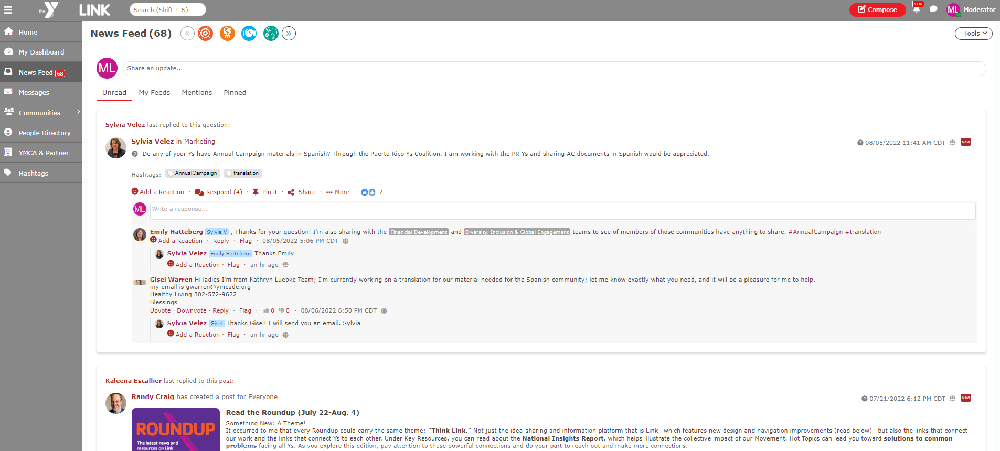 the Y LINK Search (Shift + S) Compose NEW ML Moderator
Home
My Dashboard
News Feed 68
Messages
Communities
People Directory
YMCA & Partner...
Hashtags
News Feed (68) « » Tools
ML Share an update...
Unread My Feeds Mentions Pinned
Sylvia Velez last replied to this question:
Sylvia Velez in Marketing 08/05/2022 11:41 AM CDT New
Do any of your Ys have Annual Campaign materials in Spanish? Through the Puerto Rico Ys Coalition, I am working with the PR Ys and sharing AC documents in Spanish would be appreciated.
Hashtags: AnnualCampaign translation
Add a Reaction · Respond (4) · Pin it · Share · ••• More 2
ML Write a response...
Emily Hatteberg Sylvia V , Thanks for your question! I'm also sharing with the Financial Development and Diversity, Inclusion & Global Engagement teams to see of members of those communities have anything to share. #AnnualCampaign #translation
Add a Reaction · Reply · Flag · 08/05/2022 5:06 PM CDT
Sylvia Velez Emily Hatteberg Thanks Emily!
Add a Reaction · Flag · an hr ago
Gisel Warren Hi ladies I'm from Kathryn Luebke Team; I'm currently working on a translation for our material needed for the Spanish community; let me know exactly what you need, and it will be a pleasure for me to help.
my email is gwarren@ymcade.org
Healthy Living 302-572-9622
Blessings
Upvote · Downvote · Reply · Flag · 0 0 · 08/06/2022 6:50 PM CDT
Sylvia Velez Gisel Thanks Gisel! I will send you an email. Sylvia
Add a Reaction · Flag · an hr ago
Kaleena Escallier last replied to this post:
Randy Craig has created a post for Everyone 07/21/2022 6:12 PM CDT New
ROUNDUP
The latest news and
resources on Link
Read the Roundup (July 22-Aug. 4)
Something New: A Theme!
It occurred to me that every Roundup could carry the same theme: “Think Link.” Not just the idea-sharing and information platform that is Link—which features new design and navigation improvements (read below)—but also the links that connect
our work and the links that connect Ys to each other. Under Key Resources, you can read about the National Insights Report, which helps illustrate the collective impact of our Movement. Hot Topics can lead you toward solutions to common
problems facing all Ys. As you explore this edition, pay attention to these powerful connections and do your part to reach out and make more connections.